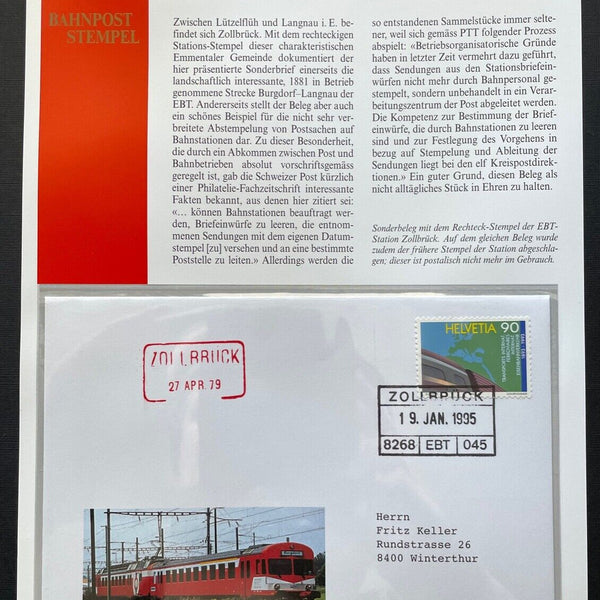 BAHNPOST
STEMPEL
Zwischen Lützelflüh und Langnau i. E. be-
findet sich Zollbrück. Mit dem rechteckigen
Stations-Stempel dieser charakteristischen
Emmentaler Gemeinde dokumentiert der
hier präsentierte Sonderbrief einerseits die
landschaftlich interessante, 1881 in Betrieb
genommene Strecke Burgdorf–Langnau der
EBT. Andererseits stellt der Beleg aber auch
ein schönes Beispiel für die nicht sehr ver-
breitete Abstempelung von Postsachen auf
Bahnstationen dar. Zu dieser Besonderheit,
die durch ein Abkommen zwischen Post und
Bahnbetrieben absolut vorschriftsgemäss
geregelt ist, gab die Schweizer Post kürzlich
einer Philatelie-Fachzeitschrift interessante
Fakten bekannt, aus denen hier zitiert sei:
«… können Bahnstationen beauftragt wer-
den, Briefeinwürfe zu leeren, die entnom-
menen Sendungen mit dem eigenen Datum-
stempel [zu] versehen und an eine bestimmte
Poststelle zu leiten.» Allerdings werden die
so entstandenen Sammelstücke immer selte-
ner, weil sich gemäss PTT folgender Prozess
abspielt: «Betriebsorganisatorische Gründe
haben in letzter Zeit vermehrt dazu geführt,
dass Sendungen aus den Stationsbriefein-
würfen nicht mehr durch Bahnpersonal ge-
stempelt, sondern unbehandelt in ein Verar-
beitungszentrum der Post abgeleitet werden.
Die Kompetenz zur Bestimmung der Brief-
einwürfe, die durch Bahnstationen zu leeren
sind und zur Festlegung des Vorgehens in
bezug auf Stempelung und Ableitung der
Sendungen liegt bei den elf Kreispostdirek-
tionen.» Ein guter Grund, diesen Beleg als
nicht alltägliches Stück in Ehren zu halten.
Sonderbeleg mit dem Rechteck-Stempel der EBT-
Station Zollbrück. Auf dem gleichen Beleg wurde
zudem der frühere Stempel der Station abgeschla-
gen; dieser ist postalisch nicht mehr im Gebrauch.
ZOLLBRÜCK
27 APR. 79
HELVETIA 90
ZOLLBRÜCK
19. JAN. 1995
8268 EBT 045
Herrn
Fritz Keller
Rundstrasse 26
8400 Winterthur